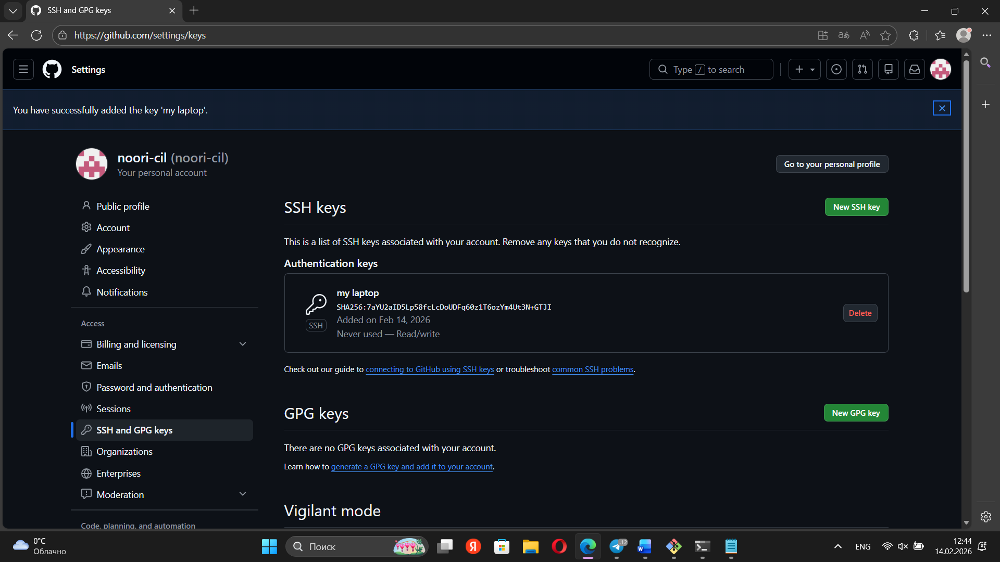 SSH and GPG keys
https://github.com/settings/keys
Settings
Type / to search
You have successfully added the key 'my laptop'.
noori-cil (noori-cil)
Your personal account
Go to your personal profile
Public profile
Account
Appearance
Accessibility
Notifications
Access
Billing and licensing
Emails
Password and authentication
Sessions
SSH and GPG keys
Organizations
Enterprises
Moderation
Code, planning, and automation
SSH keys
New SSH key
This is a list of SSH keys associated with your account. Remove any keys that you do not recognize.
Authentication keys
my laptop
SHA256:7aYU2aID5Lp58fcLcDoUDFq60z1T6ozYm4Ut3N+GTJI
Added on Feb 14, 2026
Never used — Read/write
SSH
Delete
Check out our guide to connecting to GitHub using SSH keys or troubleshoot common SSH problems.
GPG keys
New GPG key
There are no GPG keys associated with your account.
Learn how to generate a GPG key and add it to your account.
Vigilant mode
0°C
Облачно
Поиск
12
ENG
12:44
14.02.2026